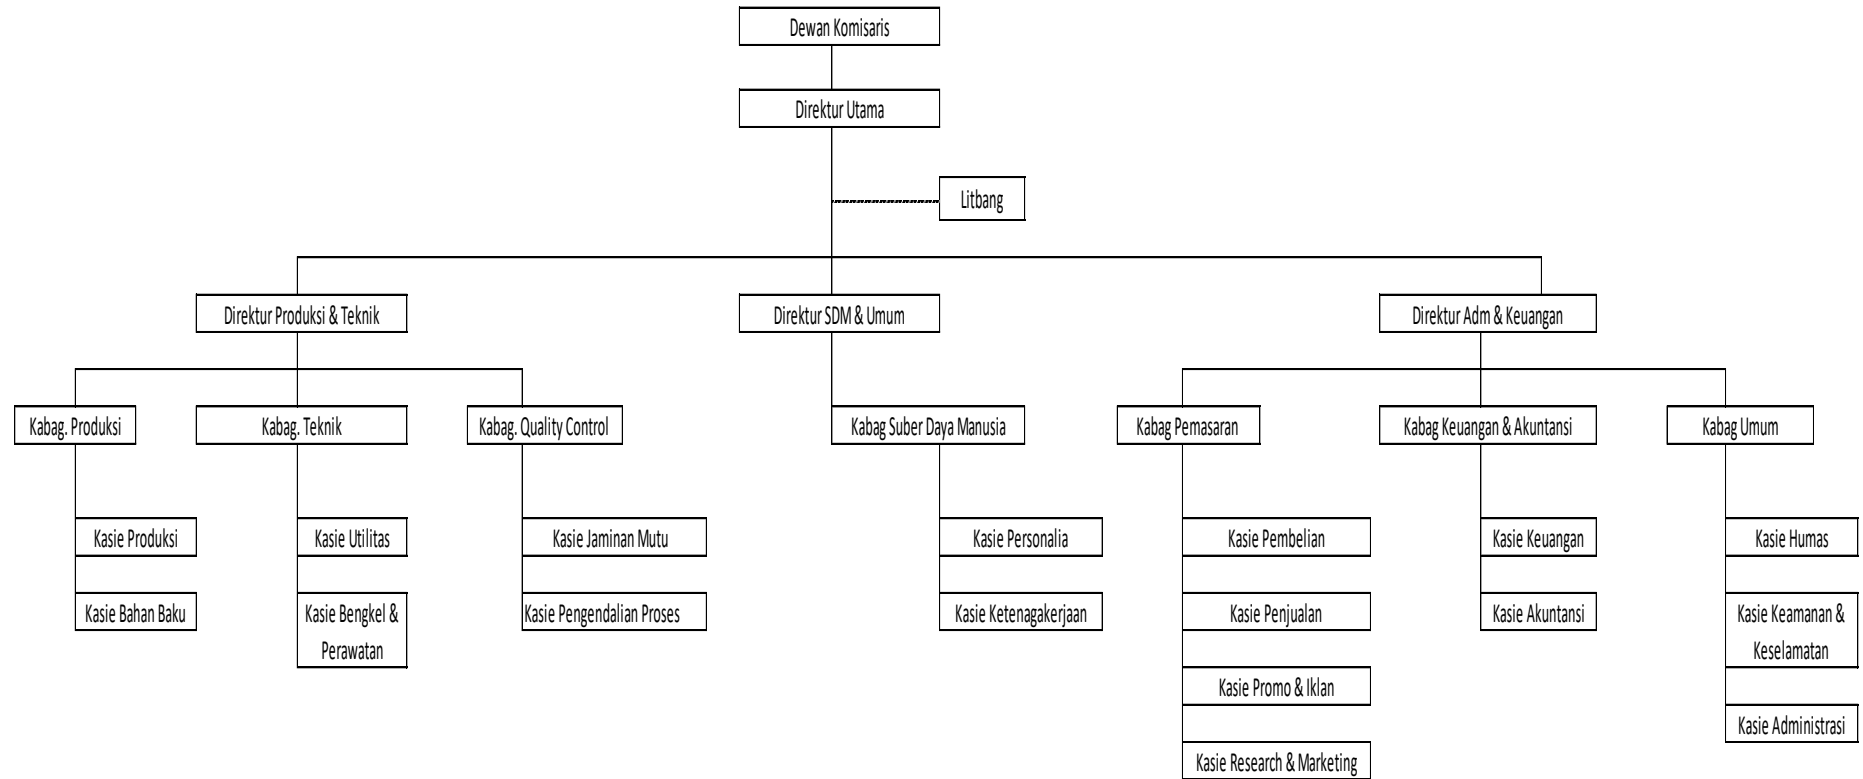 Dewan Komisaris
Direktur Utama
Litbang
Direktur Produksi & Teknik
Direktur SDM & Umum
Direktur Adm & Keuangan
Kabag. Produksi
Kabag. Teknik
Kabag. Quality Control
Kabag Suber Daya Manusia
Kabag Pemasaran
Kabag Keuangan & Akuntansi
Kabag Umum
Kasie Produksi
Kasie Utilitas
Kasie Jaminan Mutu
Kasie Personalia
Kasie Pembelian
Kasie Keuangan
Kasie Humas
Kasie Bahan Baku
Kasie Bengkel &
Perawatan
Kasie Pengendalian Proses
Kasie Ketenagakerjaan
Kasie Penjualan
Kasie Akuntansi
Kasie Keamanan &
Keselamatan
Kasie Promo & Iklan
Kasie Administrasi
Kasie Research & Marketing